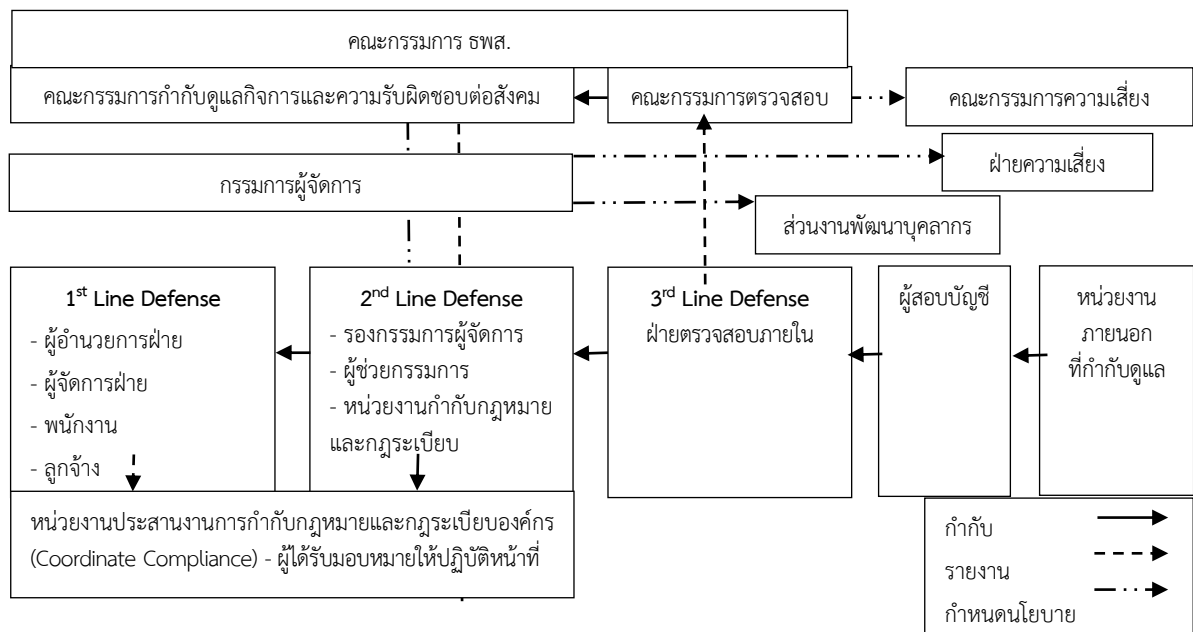 คณะกรรมการ ธพส.
คณะกรรมการกำกับดูแลกิจการและความรับผิดชอบต่อสังคม
คณะกรรมการตรวจสอบ
คณะกรรมการความเสี่ยง
ฝ่ายความเสี่ยง
กรรมการผู้จัดการ
ส่วนงานพัฒนาบุคลากร
1st Line Defense
- ผู้อำนวยการฝ่าย
- ผู้จัดการฝ่าย
- พนักงาน
- ลูกจ้าง
2nd Line Defense
- รองกรรมการผู้จัดการ
- ผู้ช่วยกรรมการ
- หน่วยงานกำกับกฎหมาย
และกฎระเบียบ
3rd Line Defense
ฝ่ายตรวจสอบภายใน
ผู้สอบบัญชี
หน่วยงาน
ภายนอก
ที่กำกับดูแล
หน่วยงานประสานงานการกำกับกฎหมายและกฎระเบียบองค์กร
(Coordinate Compliance) - ผู้ได้รับมอบหมายให้ปฏิบัติหน้าที่
กำกับ
รายงาน
กำหนดนโยบาย